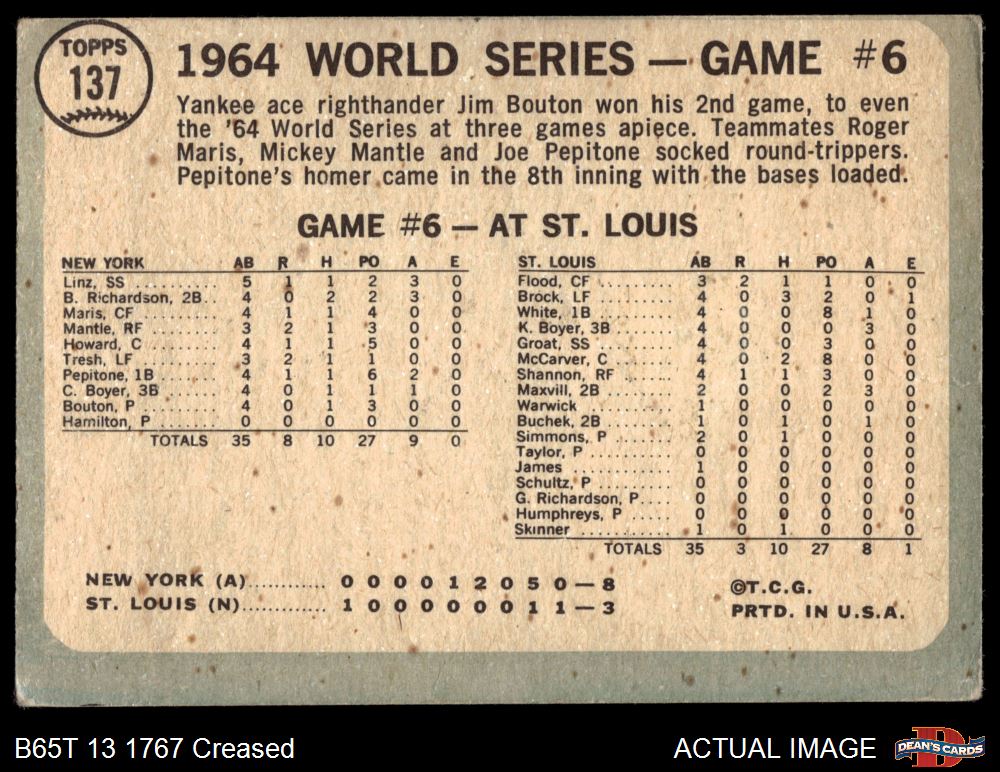 TOPPS
137
1964 WORLD SERIES — GAME #6
Yankee ace righthander Jim Bouton won his 2nd game, to even
the '64 World Series at three games apiece. Teammates Roger
Maris, Mickey Mantle and Joe Pepitone socked round-trippers.
Pepitone's homer came in the 8th inning with the bases loaded.
GAME #6 — AT ST. LOUIS
NEW YORK AB R H PO A E
Linz, SS ......... 5 1 1 2 3 0
B. Richardson, 2B.. 4 0 2 2 3 0
Maris, CF ........ 4 1 1 4 0 0
Mantle, RF ....... 3 2 1 3 0 0
Howard, C ........ 4 1 1 5 0 0
Tresh, LF ........ 3 2 1 1 0 0
Pepitone, 1B ....... 4 1 1 6 2 0
C. Boyer, 3B ...... 4 0 1 1 1 0
Bouton, P ........ 4 0 1 3 0 0
Hamilton, P ....... 0 0 0 0 0 0
TOTALS 35 8 10 27 9 0
ST. LOUIS AB R H PO A E
Flood, CF ......... 3 2 1 1 0 0
Brock, LF ......... 4 0 3 2 0 1
White, 1B ......... 4 0 0 8 1 0
K. Boyer, 3B ....... 4 0 0 0 3 0
Groat, SS ......... 4 0 0 3 0 0
McCarver, C ....... 4 0 2 8 0 0
Shannon, RF ....... 4 1 1 3 0 0
Maxvill, 2B ....... 2 0 0 2 3 0
Warwick .......... 1 0 0 0 0 0
Buchek, 2B ........ 1 0 1 0 1 0
Simmons, P ....... 2 0 1 0 0 0
Taylor, P ......... 0 0 0 0 0 0
James ........... 1 0 0 0 0 0
Schultz, P ......... 0 0 0 0 0 0
G. Richardson, P.... 0 0 0 0 0 0
Humphreys, P ..... 0 0 0 0 0 0
Skinner .......... 1 0 1 0 0 0
TOTALS 35 3 10 27 8 1
NEW YORK (A)........... 0 0 0 0 1 2 0 5 0 — 8
ST. LOUIS (N)............ 1 0 0 0 0 0 0 1 1 — 3
©T.C.G.
PRTD. IN U.S.A.
B65T 13 1767 Creased
ACTUAL IMAGE
DEAN'S CARDS